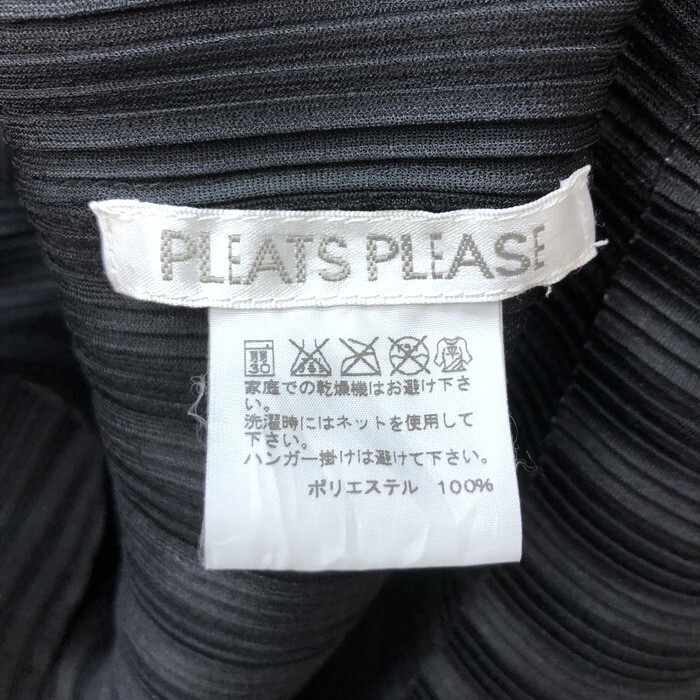 PLEATS PLEASE
30
家庭での乾燥機はお避け下さ
い。
洗濯時にはネットを使用して
下さい。
ハンガー掛けは避けて下さい。
ポリエステル 100%